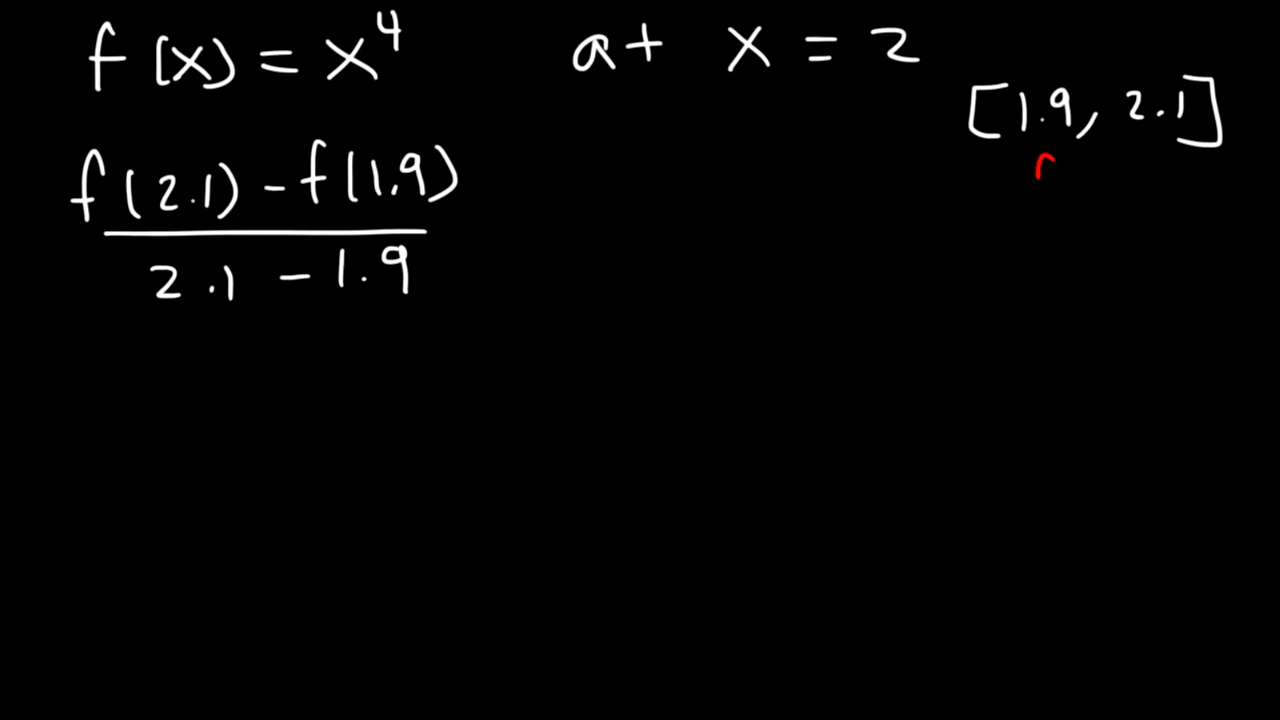 f(x) = x⁴ at x = 2
[1.9, 2.1]
f(2.1) - f(1.9)
2.1 - 1.9